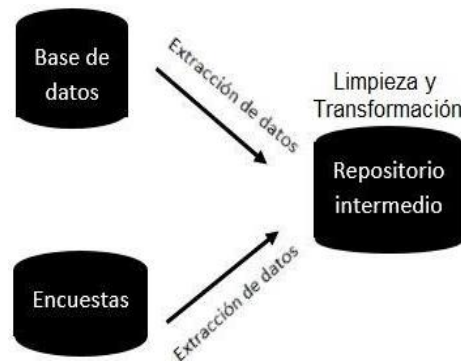 Base de
datos
Extracción de datos
Limpieza y
Transformación
Repositorio
intermedio
Encuestas
Extracción de datos